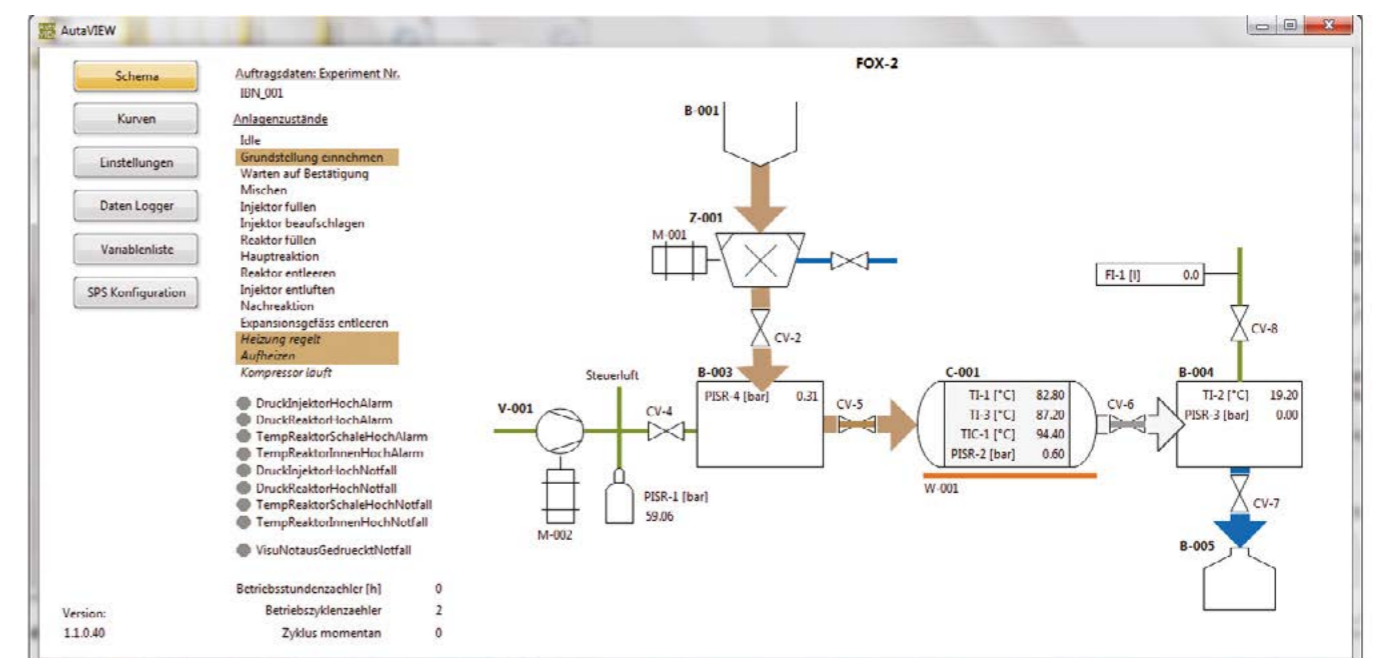 AutaVIEW
Schema
Kurven
Einstellungen
Daten Logger
Variablenliste
SPS Konfiguration
Version:
1.1.0.40
Auftragsdaten: Experiment Nr.
IBN_001
Anlagenzustände
Idle
Grundstellung einnehmen
Warten auf Bestätigung
Mischen
Injektor füllen
Injektor beaufschlagen
Reaktor füllen
Hauptreaktion
Reaktor entleeren
Injektor entlüften
Nachreaktion
Expansionsgefäss entleeren
Heizung regelt
Aufheizen
Kompressor läuft
DruckInjektorHochAlarm
DruckReaktorHochAlarm
TempReaktorSchaleHochAlarm
TempReaktorInnenHochAlarm
DruckInjektorHochNotfall
DruckReaktorHochNotfall
TempReaktorSchaleHochNotfall
TempReaktorInnenHochNotfall
VisuNotausGedruecktNotfall
Betriebsstundenzaehler [h] 0
Betriebszyklenzaehler 2
Zyklus momentan 0
FOX-2
B-001
Z-001
M-001
CV-2
FI-1 [l] 0.0
CV-8
Steuerluft
V-001
M-002
CV-4
PISR-1 [bar]
59.06
B-003
PISR-4 [bar] 0.31
CV-5
C-001
TI-1 [°C] 82.80
TI-3 [°C] 87.20
TIC-1 [°C] 94.40
PISR-2 [bar] 0.60
W-001
CV-6
B-004
TI-2 [°C] 19.20
PISR-3 [bar] 0.00
CV-7
B-005